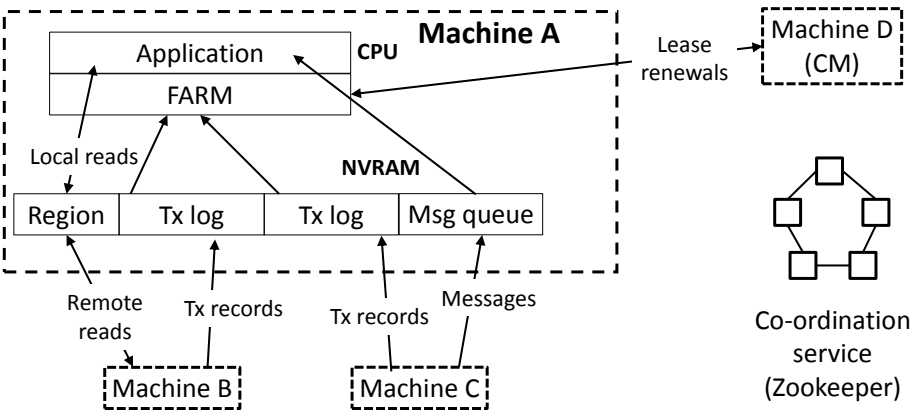 Machine A
Application
CPU
FARM
Lease
renewals
Machine D
(CM)
Local reads
NVRAM
Region
Tx log
Tx log
Msg queue
Remote
reads
Tx records
Tx records
Messages
Machine B
Machine C
Co-ordination
service
(Zookeeper)